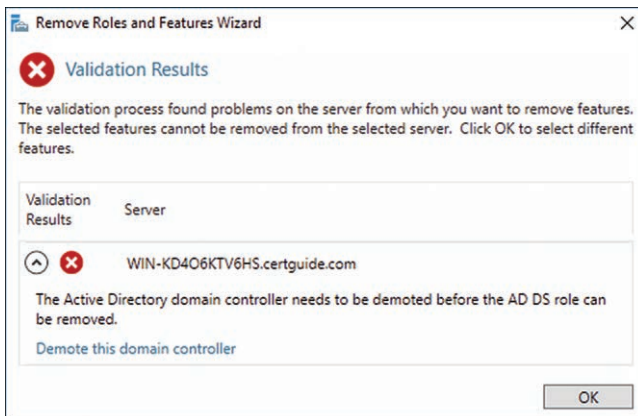 Remove Roles and Features Wizard
Validation Results
The validation process found problems on the server from which you want to remove features.
The selected features cannot be removed from the selected server. Click OK to select different
features.
Validation
Results
Server
WIN-KD4O6KTV6HS.certguide.com
The Active Directory domain controller needs to be demoted before the AD DS role can
be removed.
Demote this domain controller
OK